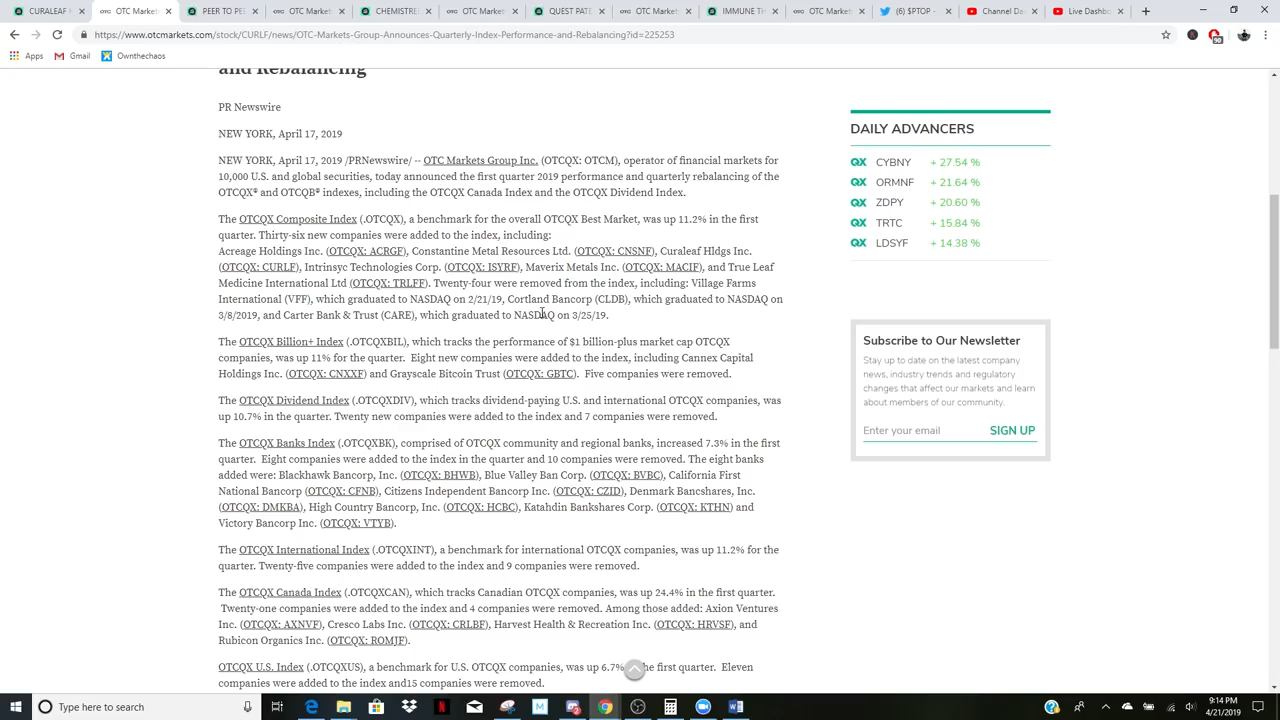 CURALEAF
OTC Mark
PER TO S
CHEMISTRE
OTC Mark
QUEST PATE
IMMUNE TH
OTC Mark
(6) $PTOP -
Live Dashbo
https://www.otcmarkets.com/stock/CURLF/news/OTC-Markets-Group-Announces-Quarterly-Index-Performance-and-Rebalancing?id=225253
Apps
Gmail
Ownthechaos
and Rebalancing
PR Newswire
NEW YORK, April 17, 2019
NEW YORK, April 17, 2019 /PRNewswire/ -- OTC Markets Group Inc. (OTCQX: OTCM), operator of financial markets for
10,000 U.S. and global securities, today announced the first quarter 2019 performance and quarterly rebalancing of the
OTCQX® and OTCQB® indexes, including the OTCQX Canada Index and the OTCQX Dividend Index.
The OTCQX Composite Index (.OTCQX), a benchmark for the overall OTCQX Best Market, was up 11.2% in the first
quarter. Thirty-six new companies were added to the index, including:
Acreage Holdings Inc. (OTCQX: ACRGF), Constantine Metal Resources Ltd. (OTCQX: CNSNF), Curaleaf Hldgs Inc.
(OTCQX: CURLF), Intrinsyc Technologies Corp. (OTCQX: ISYRF), Maverix Metals Inc. (OTCQX: MACIF), and True Leaf
Medicine International Ltd (OTCQX: TRLFF). Twenty-four were removed from the index, including: Village Farms
International (VFF), which graduated to NASDAQ on 2/21/19, Cortland Bancorp (CLDB), which graduated to NASDAQ on
3/8/2019, and Carter Bank & Trust (CARE), which graduated to NASDAQ on 3/25/19.
The OTCQX Billion+ Index (.OTCQXBIL), which tracks the performance of $1 billion-plus market cap OTCQX
companies, was up 11% for the quarter. Eight new companies were added to the index, including Cannex Capital
Holdings Inc. (OTCQX: CNXXF) and Grayscale Bitcoin Trust (OTCQX: GBTC). Five companies were removed.
The OTCQX Dividend Index (.OTCQXDIV), which tracks dividend-paying U.S. and international OTCQX companies, was
up 10.7% in the quarter. Twenty new companies were added to the index and 7 companies were removed.
The OTCQX Banks Index (.OTCQXBK), comprised of OTCQX community and regional banks, increased 7.3% in the first
quarter. Eight companies were added to the index in the quarter and 10 companies were removed. The eight banks
added were: Blackhawk Bancorp, Inc. (OTCQX: BHWB), Blue Valley Ban Corp. (OTCQX: BVBC), California First
National Bancorp (OTCQX: CFNB), Citizens Independent Bancorp Inc. (OTCQX: CZID), Denmark Bancshares, Inc.
(OTCQX: DMKBA), High Country Bancorp, Inc. (OTCQX: HCBC), Katahdin Bankshares Corp. (OTCQX: KTHN) and
Victory Bancorp Inc. (OTCQX: VTYB).
The OTCQX International Index (.OTCQXINT), a benchmark for international OTCQX companies, was up 11.2% for the
quarter. Twenty-five companies were added to the index and 9 companies were removed.
The OTCQX Canada Index (.OTCQXCAN), which tracks Canadian OTCQX companies, was up 24.4% in the first quarter.
Twenty-one companies were added to the index and 4 companies were removed. Among those added: Axion Ventures
Inc. (OTCQX: AXNVF), Cresco Labs Inc. (OTCQX: CRLBF), Harvest Health & Recreation Inc. (OTCQX: HRVSF), and
Rubicon Organics Inc. (OTCQX: ROMJF).
OTCQX U.S. Index (.OTCQXUS), a benchmark for U.S. OTCQX companies, was up 6.7% the first quarter. Eleven
companies were added to the index and15 companies were removed.
DAILY ADVANCERS
QX CYBNY + 27.54 %
QX ORMNF + 21.64 %
QX ZDPY + 20.60 %
QX TRTC + 15.84 %
QX LDSYF + 14.38 %
Subscribe to Our Newsletter
Stay up to date on the latest company
news, industry trends and regulatory
changes that affect our markets and learn
about members of our community.
Enter your email SIGN UP
Type here to search
9:14 PM
4/21/2019